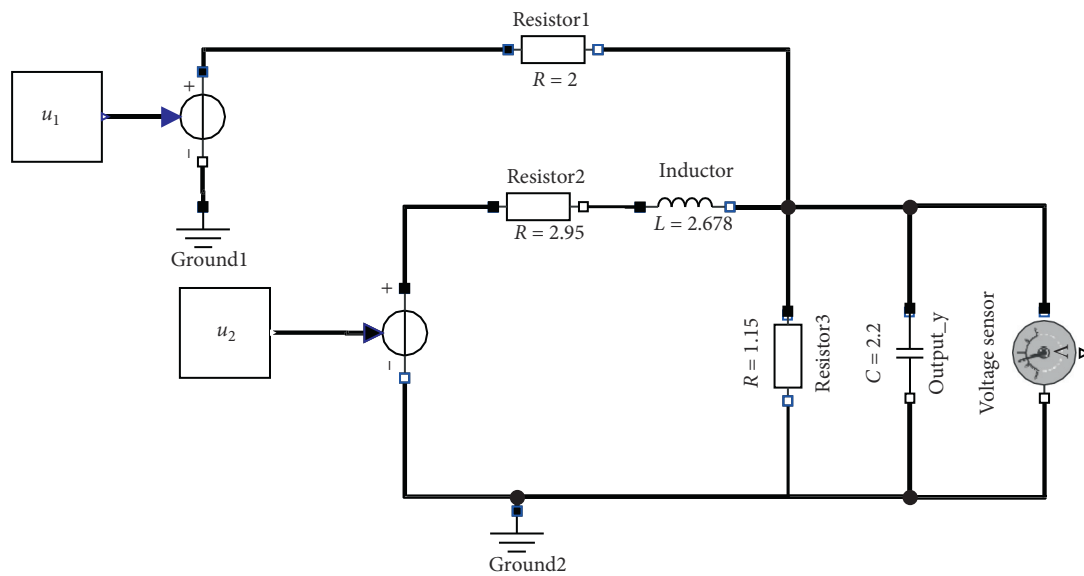 Resistor1
R = 2
u₁
+
–
Ground1
Resistor2
R = 2.95
Inductor
L = 2.678
u₂
+
–
R = 1.15
Resistor3
C = 2.2
Output_y
Voltage sensor
V
Ground2